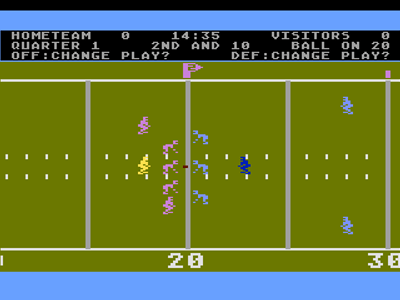 HOMETEAM 0 14:35 VISITORS 0
QUARTER 1 2ND AND 10 BALL ON 20
OFF:CHANGE PLAY? DEF:CHANGE PLAY?
20 30